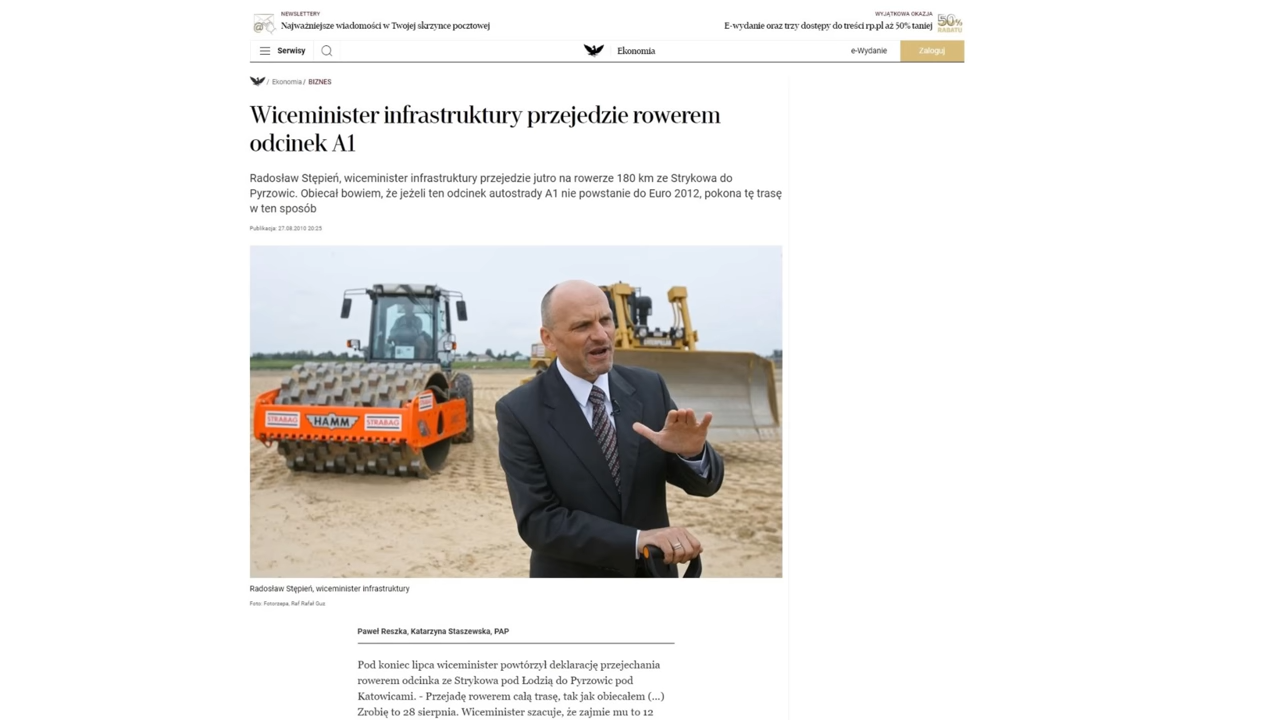 NEWSLETTERY
Najważniejsze wiadomości w Twojej skrzynce pocztowej
WYJĄTKOWA OKAZJA
E-wydanie oraz trzy dostępy do treści rp.pl aż 50% taniej
50%
RABATU
Serwisy
Ekonomia
e-Wydanie
Zaloguj
/ Ekonomia / BIZNES
Wiceminister infrastruktury przejedzie rowerem
odcinek A1
Radosław Stępień, wiceminister infrastruktury przejedzie jutro na rowerze 180 km ze Strykowa do
Pyrzowic. Obiecał bowiem, że jeżeli ten odcinek autostrady A1 nie powstanie do Euro 2012, pokona tę trasę
w ten sposób
Publikacja: 27.08.2010 20:25
CATERPILLAR
STRABAG
STRABAG HAMM STRABAG
Radosław Stępień, wiceminister infrastruktury
Foto: Fotorzepa, Raf Rafał Guz
Paweł Reszka, Katarzyna Staszewska, PAP
Pod koniec lipca wiceminister powtórzył deklarację przejechania
rowerem odcinka ze Strykowa pod Łodzią do Pyrzowic pod
Katowicami. - Przejadę rowerem całą trasę, tak jak obiecałem (...)
Zrobię to 28 sierpnia. Wiceminister szacuje, że zajmie mu to 12